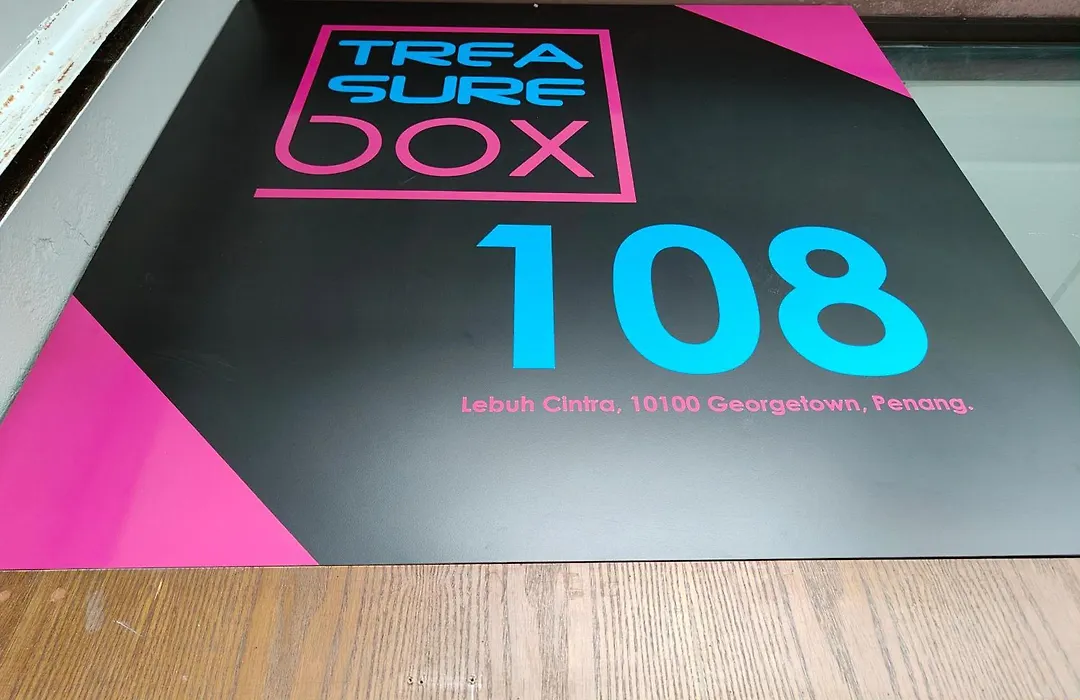 TREA
SURE
box
108
Lebuh Cintra, 10100 Georgetown, Penang.